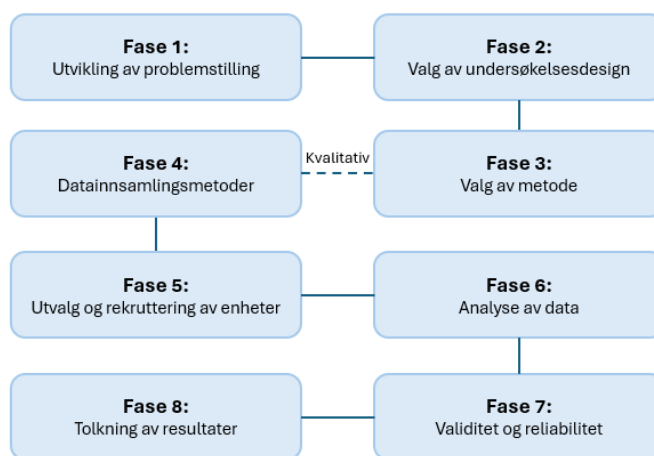 Fase 1:
Utvikling av problemstilling
Fase 2:
Valg av undersøkelsesdesign
Fase 4:
Datainnsamlingsmetoder
Kvalitativ
Fase 3:
Valg av metode
Fase 5:
Utvalg og rekruttering av enheter
Fase 6:
Analyse av data
Fase 8:
Tolkning av resultater
Fase 7:
Validitet og reliabilitet